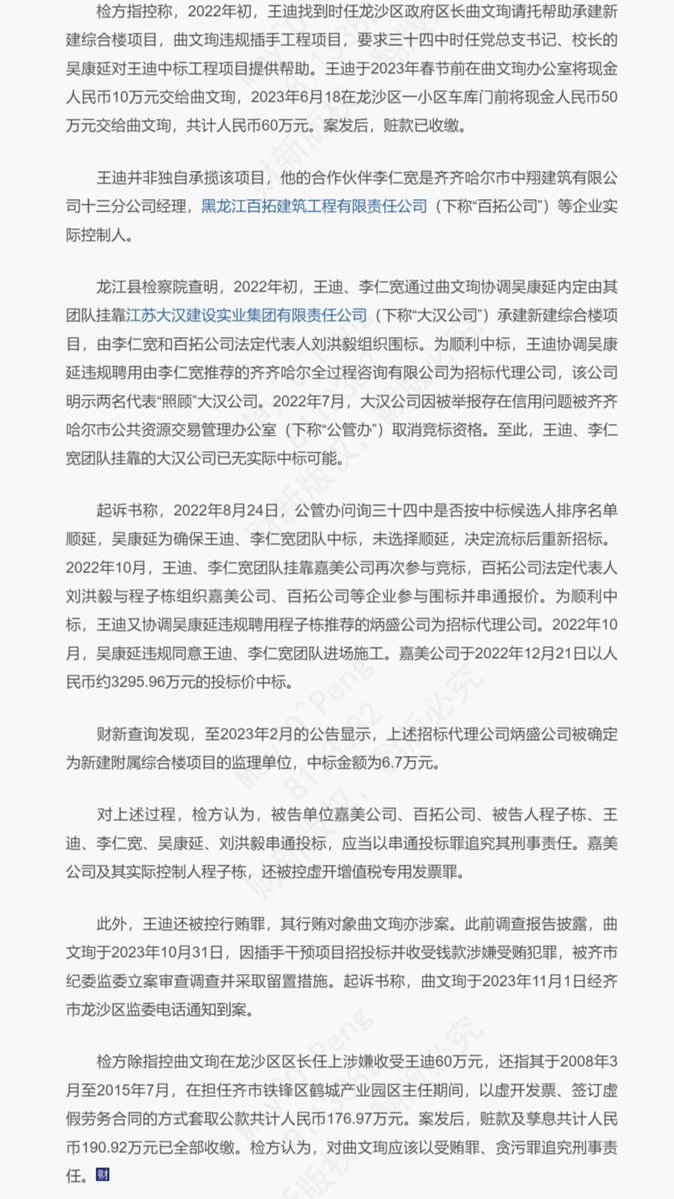 检方指控称，2022年初，王迪找到时任龙沙区政府区长曲文珣请托帮助承建新
建综合楼项目，曲文珣违规插手工程项目，要求三十四中时任党总支书记、校长的
吴康延对王迪中标工程项目提供帮助。王迪于2023年春节前在曲文珣办公室将现金
人民币10万元交给曲文珣，2023年6月18在龙沙区一小区车库门前将现金人民币50
万元交给曲文珣，共计人民币60万元。案发后，赃款已收缴。
王迪并非独自承揽该项目，他的合作伙伴李仁宽是齐齐哈尔市中翔建筑有限公
司十三分公司经理，黑龙江百拓建筑工程有限责任公司（下称“百拓公司”）等企业实
际控制人。
龙江县检察院查明，2022年初，王迪、李仁宽通过曲文珣协调吴康延内定由其
团队挂靠江苏大汉建设实业集团有限责任公司（下称“大汉公司”）承建新建综合楼项
目，由李仁宽和百拓公司法定代表人刘洪毅组织围标。为顺利中标，王迪协调吴康
延违规聘用由李仁宽推荐的齐齐哈尔全过程咨询有限公司为招标代理公司，该公司
明示两名代表“照顾”大汉公司。2022年7月，大汉公司因被举报存在信用问题被齐齐
哈尔市公共资源交易管理办公室（下称“公管办”）取消竞标资格。至此，王迪、李仁
宽团队挂靠的大汉公司已无实际中标可能。
起诉书称，2022年8月24日，公管办问询三十四中是否按中标候选人排序名单
顺延，吴康延为确保王迪、李仁宽团队中标，未选择顺延，决定流标后重新招标。
2022年10月，王迪、李仁宽团队挂靠嘉美公司再次参与竞标，百拓公司法定代表人
刘洪毅与程子栋组织嘉美公司、百拓公司等企业参与围标并串通报价。为顺利中
标，王迪又协调吴康延违规聘用程子栋推荐的炳盛公司为招标代理公司。2022年10
月，吴康延违规同意王迪、李仁宽团队进场施工。嘉美公司于2022年12月21日以人
民币约3295.96万元的投标价中标。
财新查询发现，至2023年2月的公告显示，上述招标代理公司炳盛公司被确定
为新建附属综合楼项目的监理单位，中标金额为6.7万元。
对上述过程，检方认为，被告单位嘉美公司、百拓公司、被告人程子栋、王
迪、李仁宽、吴康延、刘洪毅串通投标，应当以串通投标罪追究其刑事责任。嘉美
公司及其实际控制人程子栋，还被控虚开增值税专用发票罪。
此外，王迪还被控行贿罪，其行贿对象曲文珣亦涉案。此前调查报告披露，曲
文珣于2023年10月31日，因插手干预项目招投标并收受钱款涉嫌受贿犯罪，被齐市
纪委监委立案审查调查并采取留置措施。起诉书称，曲文珣于2023年11月1日经齐
市龙沙区监委电话通知到案。
检方除指控曲文珣在龙沙区区长任上涉嫌收受王迪60万元，还指其于2008年3
月至2015年7月，在担任齐市铁锋区鹤城产业园区主任期间，以虚开发票、签订虚
假劳务合同的方式套取公款共计人民币176.97万元。案发后，赃款及孳息共计人民
币190.92万元已全部收缴。检方认为，对曲文珣应该以受贿罪、贪污罪追究刑事责
任。财